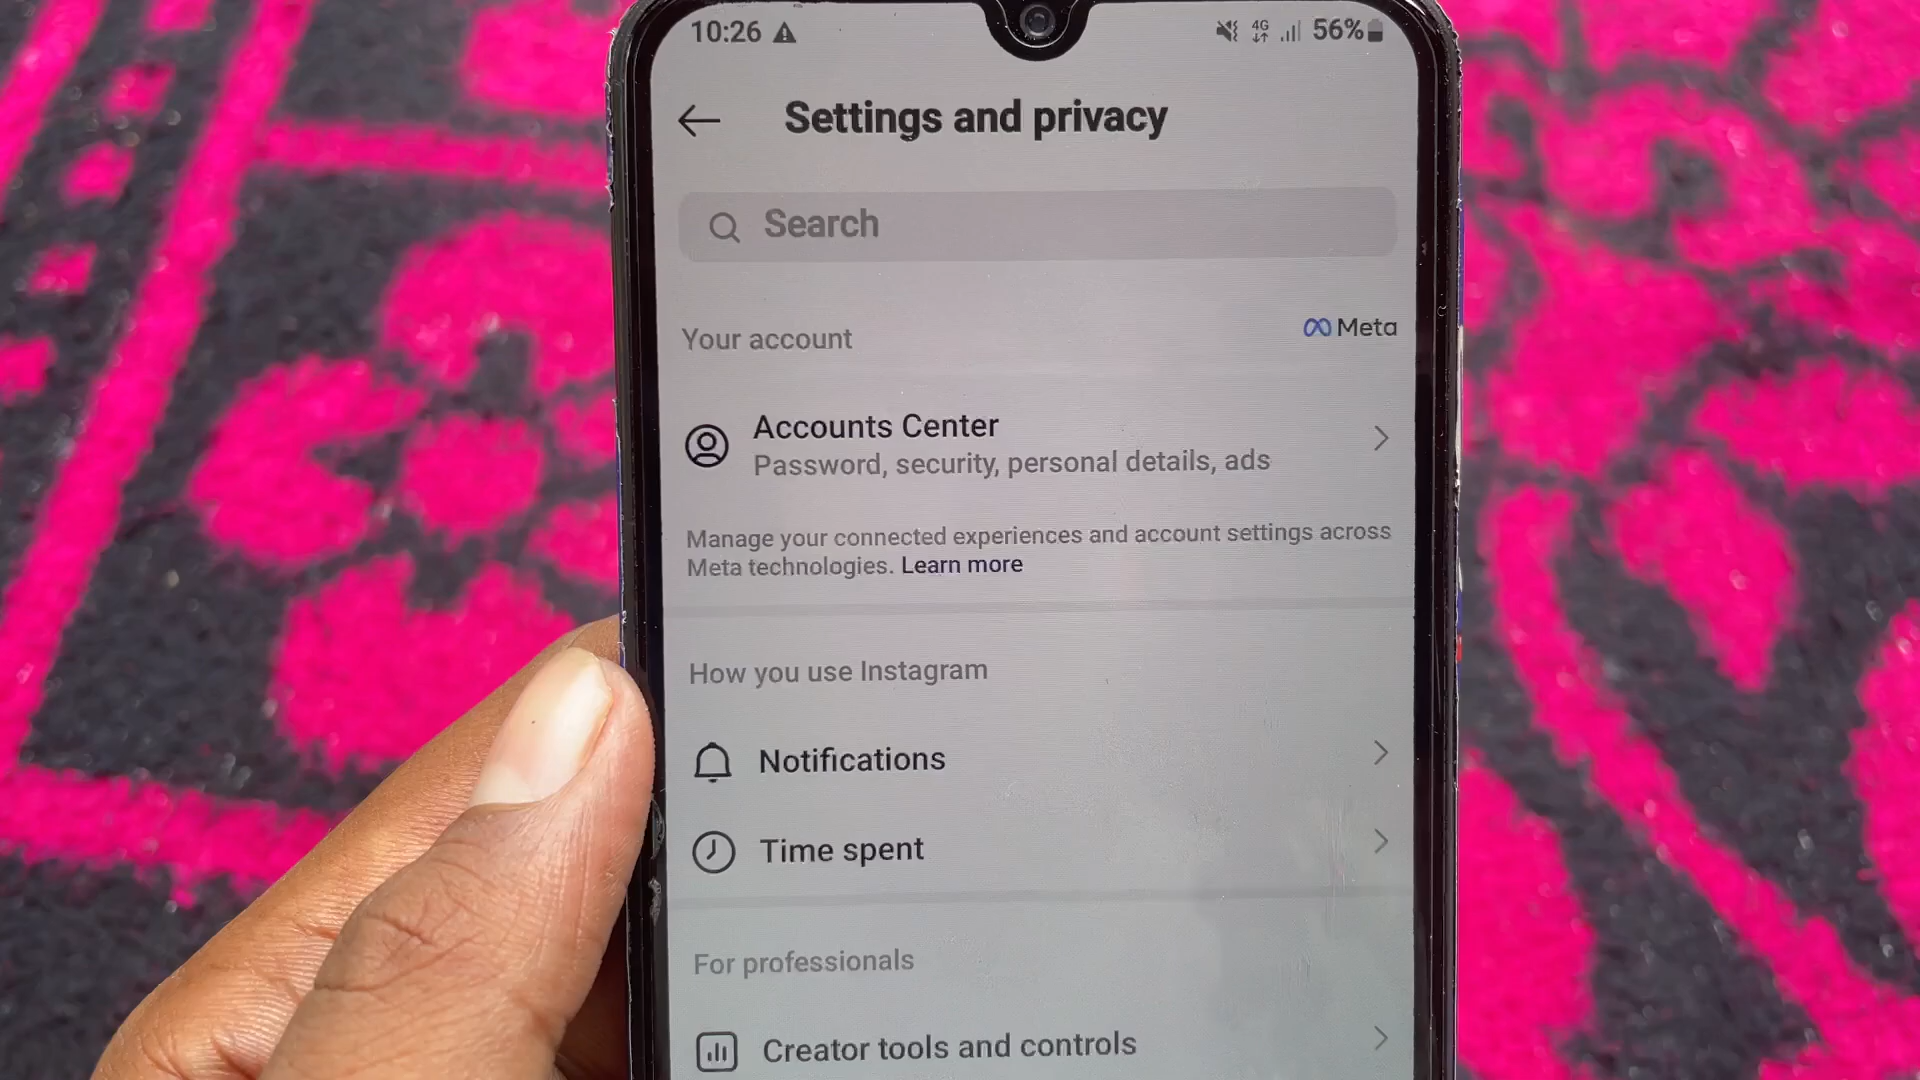 10:26
4G 56%
Settings and privacy
Search
Your account
Meta
Accounts Center
Password, security, personal details, ads
Manage your connected experiences and account settings across
Meta technologies. Learn more
How you use Instagram
Notifications
Time spent
For professionals
Creator tools and controls